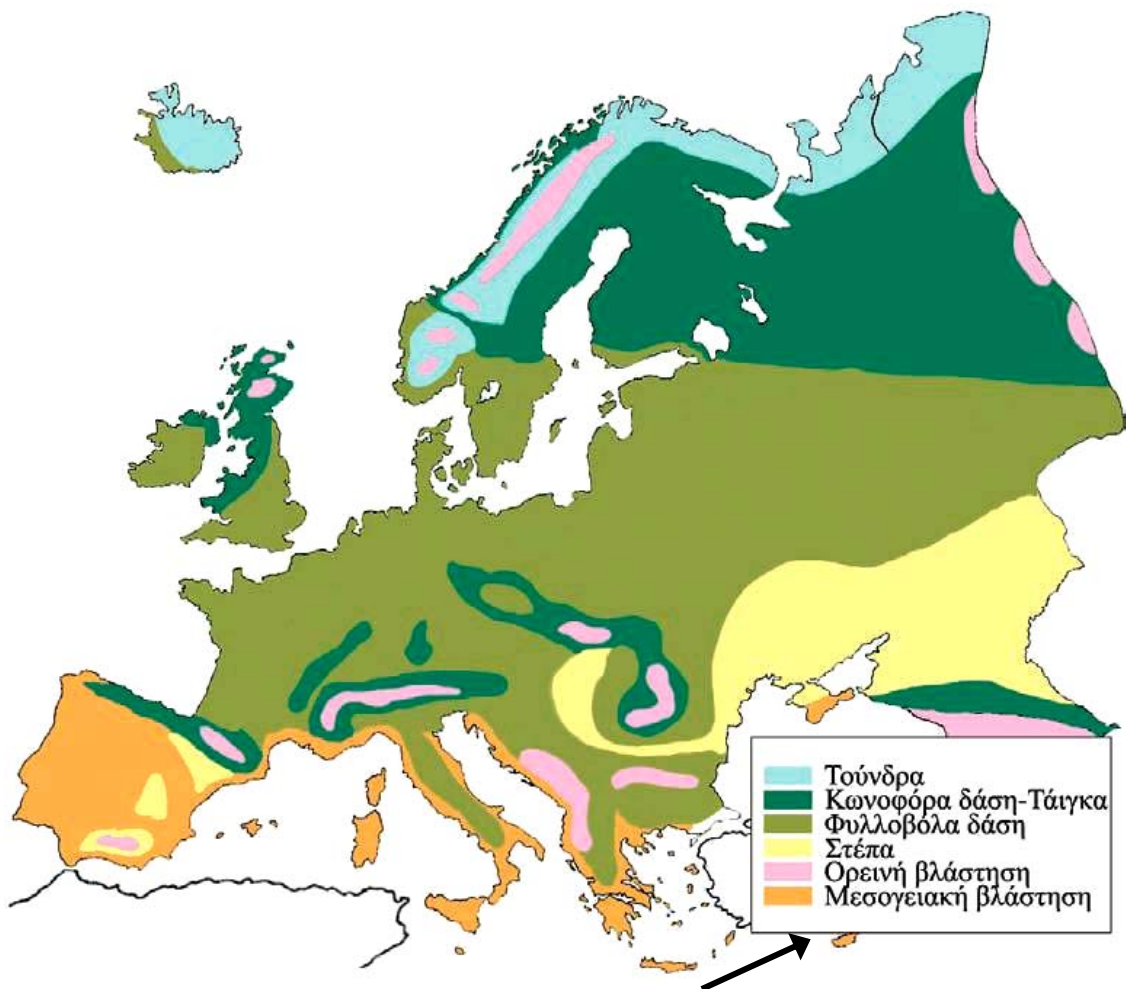 Τούνδρα
Κωνοφόρα δάση-Τάιγκα
Φυλλοβόλα δάση
Στέπα
Ορεινή βλάστηση
Μεσογειακή βλάστηση